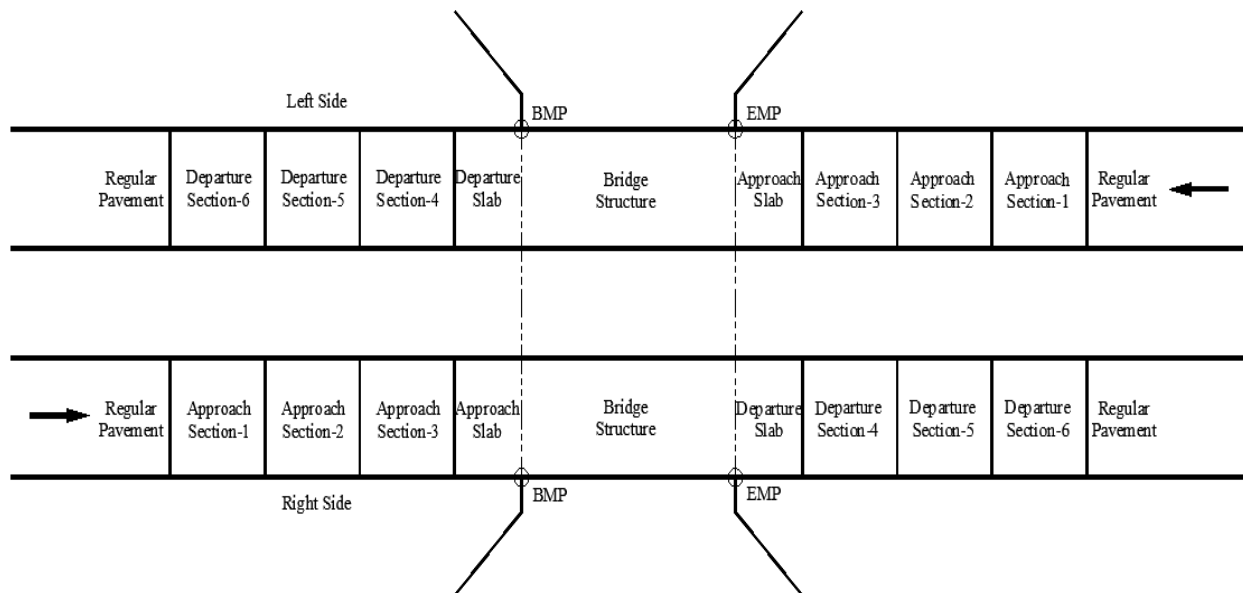 BMP
EMP
Left Side
Regular
Pavement
Departure
Section-6
Departure
Section-5
Departure
Section-4
Departure
Slab
Bridge
Structure
Approach
Slab
Approach
Section-3
Approach
Section-2
Approach
Section-1
Regular
Pavement
Regular
Pavement
Approach
Section-1
Approach
Section-2
Approach
Section-3
Approach
Slab
Bridge
Structure
Departure
Slab
Departure
Section-4
Departure
Section-5
Departure
Section-6
Regular
Pavement
Right Side
BMP
EMP